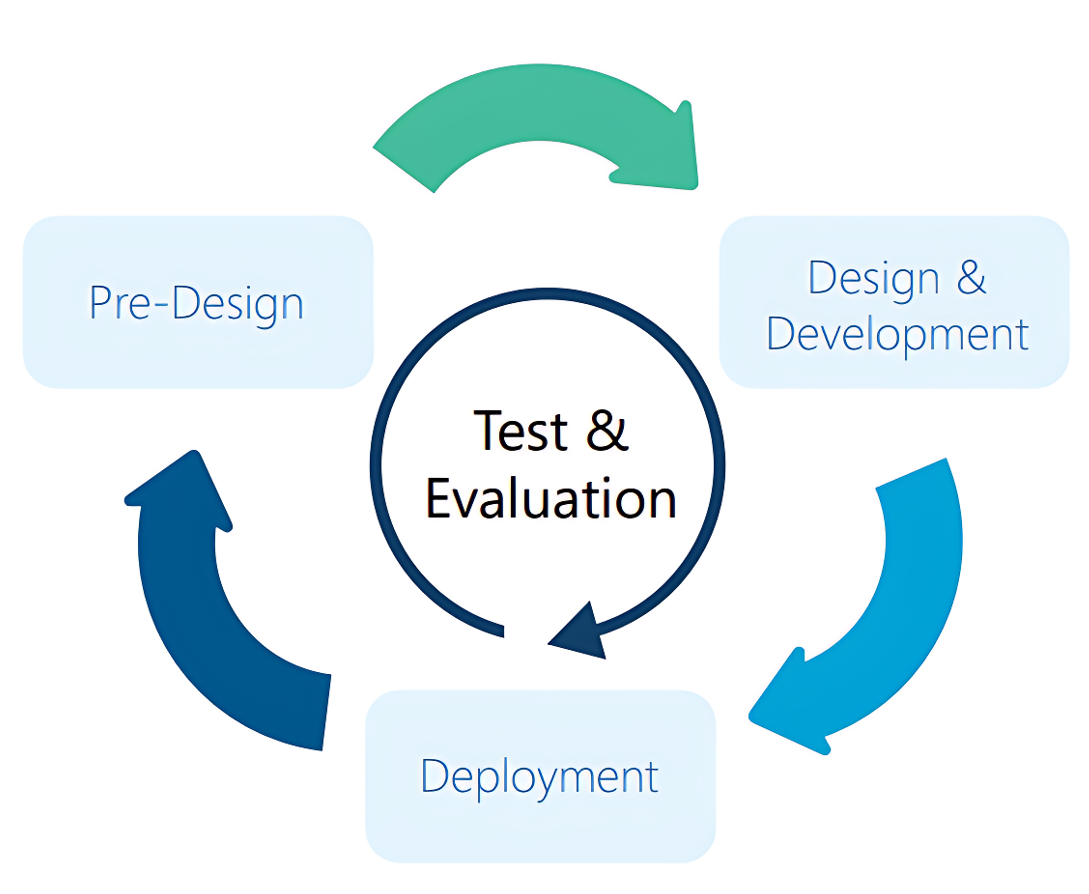 Pre-Design
Design &
Development
Test &
Evaluation
Deployment